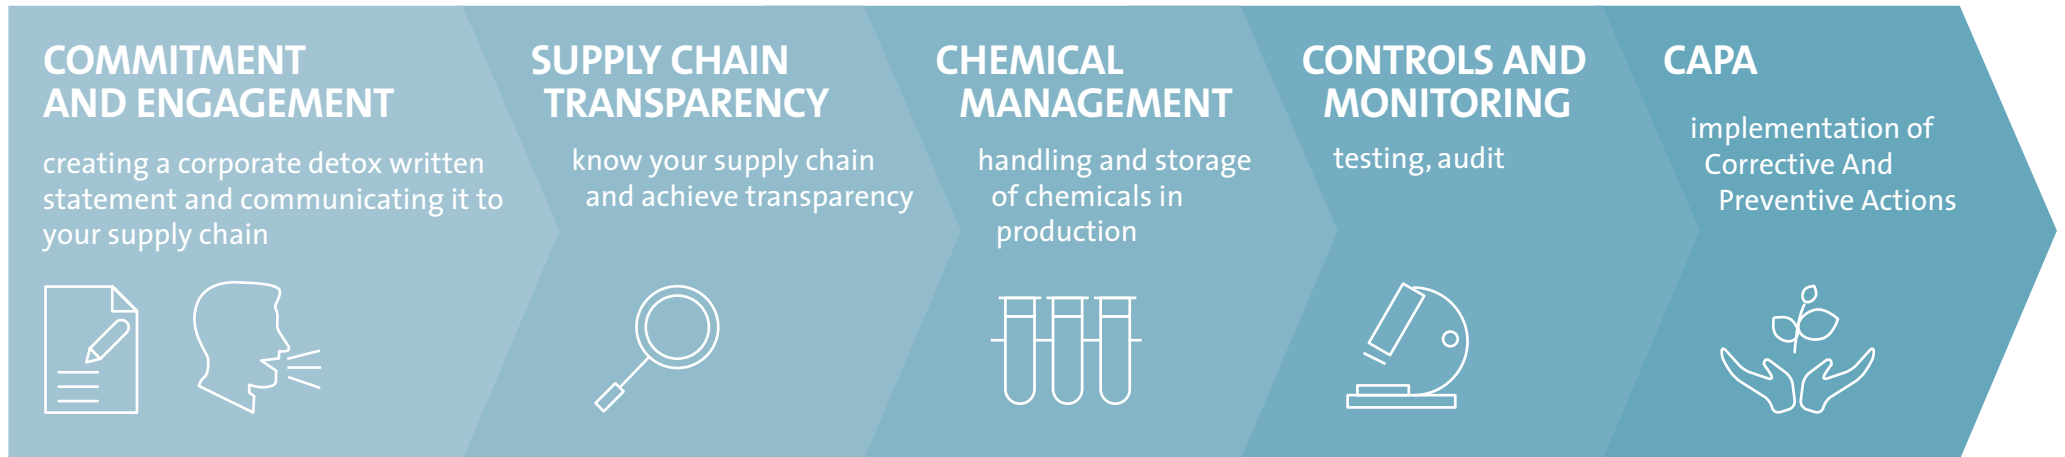 COMMITMENT
AND ENGAGEMENT
creating a corporate detox written
statement and communicating it to
your supply chain
SUPPLY CHAIN
TRANSPARENCY
know your supply chain
and achieve transparency
CHEMICAL
MANAGEMENT
handling and storage
of chemicals in
production
CONTROLS AND
MONITORING
testing, audit
CAPA
implementation of
Corrective And
Preventive Actions